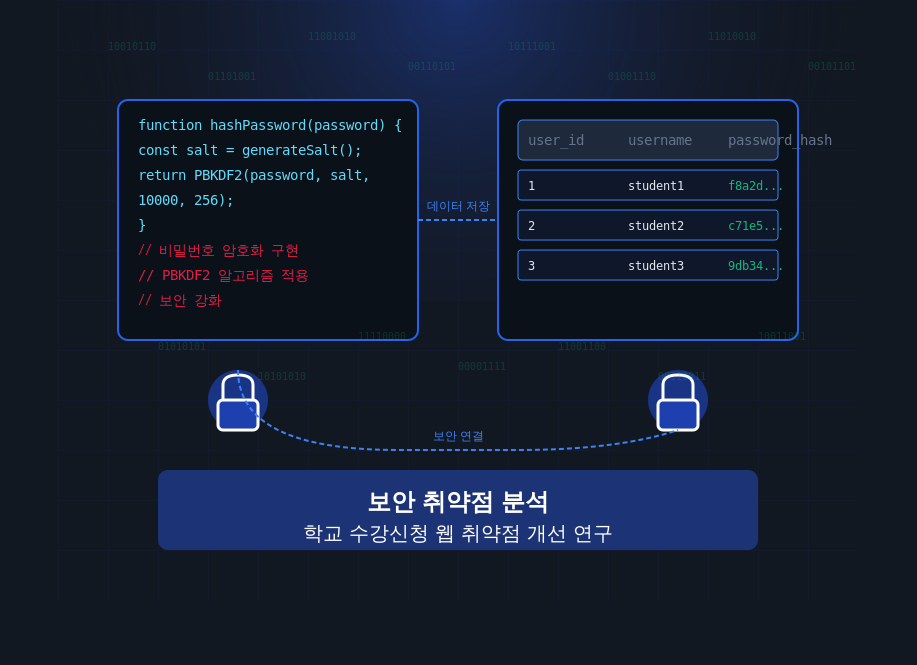 10010110
11001010
10111001
11010010
01101001
00110101
01001110
00101101
function hashPassword(password) {
const salt = generateSalt();
return PBKDF2(password, salt,
10000, 256);
}
// 비밀번호 암호화 구현
// PBKDF2 알고리즘 적용
// 보안 강화
데이터 저장
user_id username password_hash
1 student1 f8a2d...
2 student2 c71e5...
3 student3 9db34...
01010101
11110000
11001100
10011001
10101010
00001111
보안 연결
보안 취약점 분석
학교 수강신청 웹 취약점 개선 연구